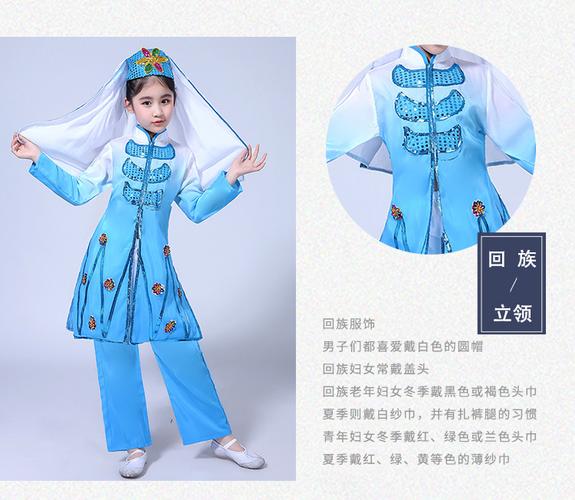 回族
/
立领
回族服饰
男子们都喜爱戴白色的圆帽
回族妇女常戴盖头
回族老年妇女冬季戴黑色或褐色头巾
夏季则戴白纱巾，并有扎裤腿的习惯
青年妇女冬季戴红、绿色或兰色头巾
夏季戴红、绿、黄等色的薄纱巾